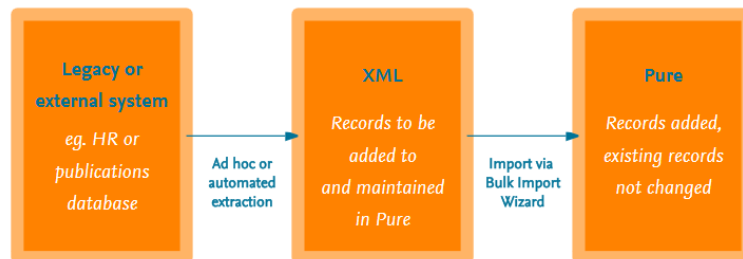 Legacy or
external system
eg. HR or
publications
database
Ad hoc or
automated
extraction
XML
Records to be
added to
and maintained
in Pure
Import via
Bulk Import
Wizard
Pure
Records added,
existing records
not changed